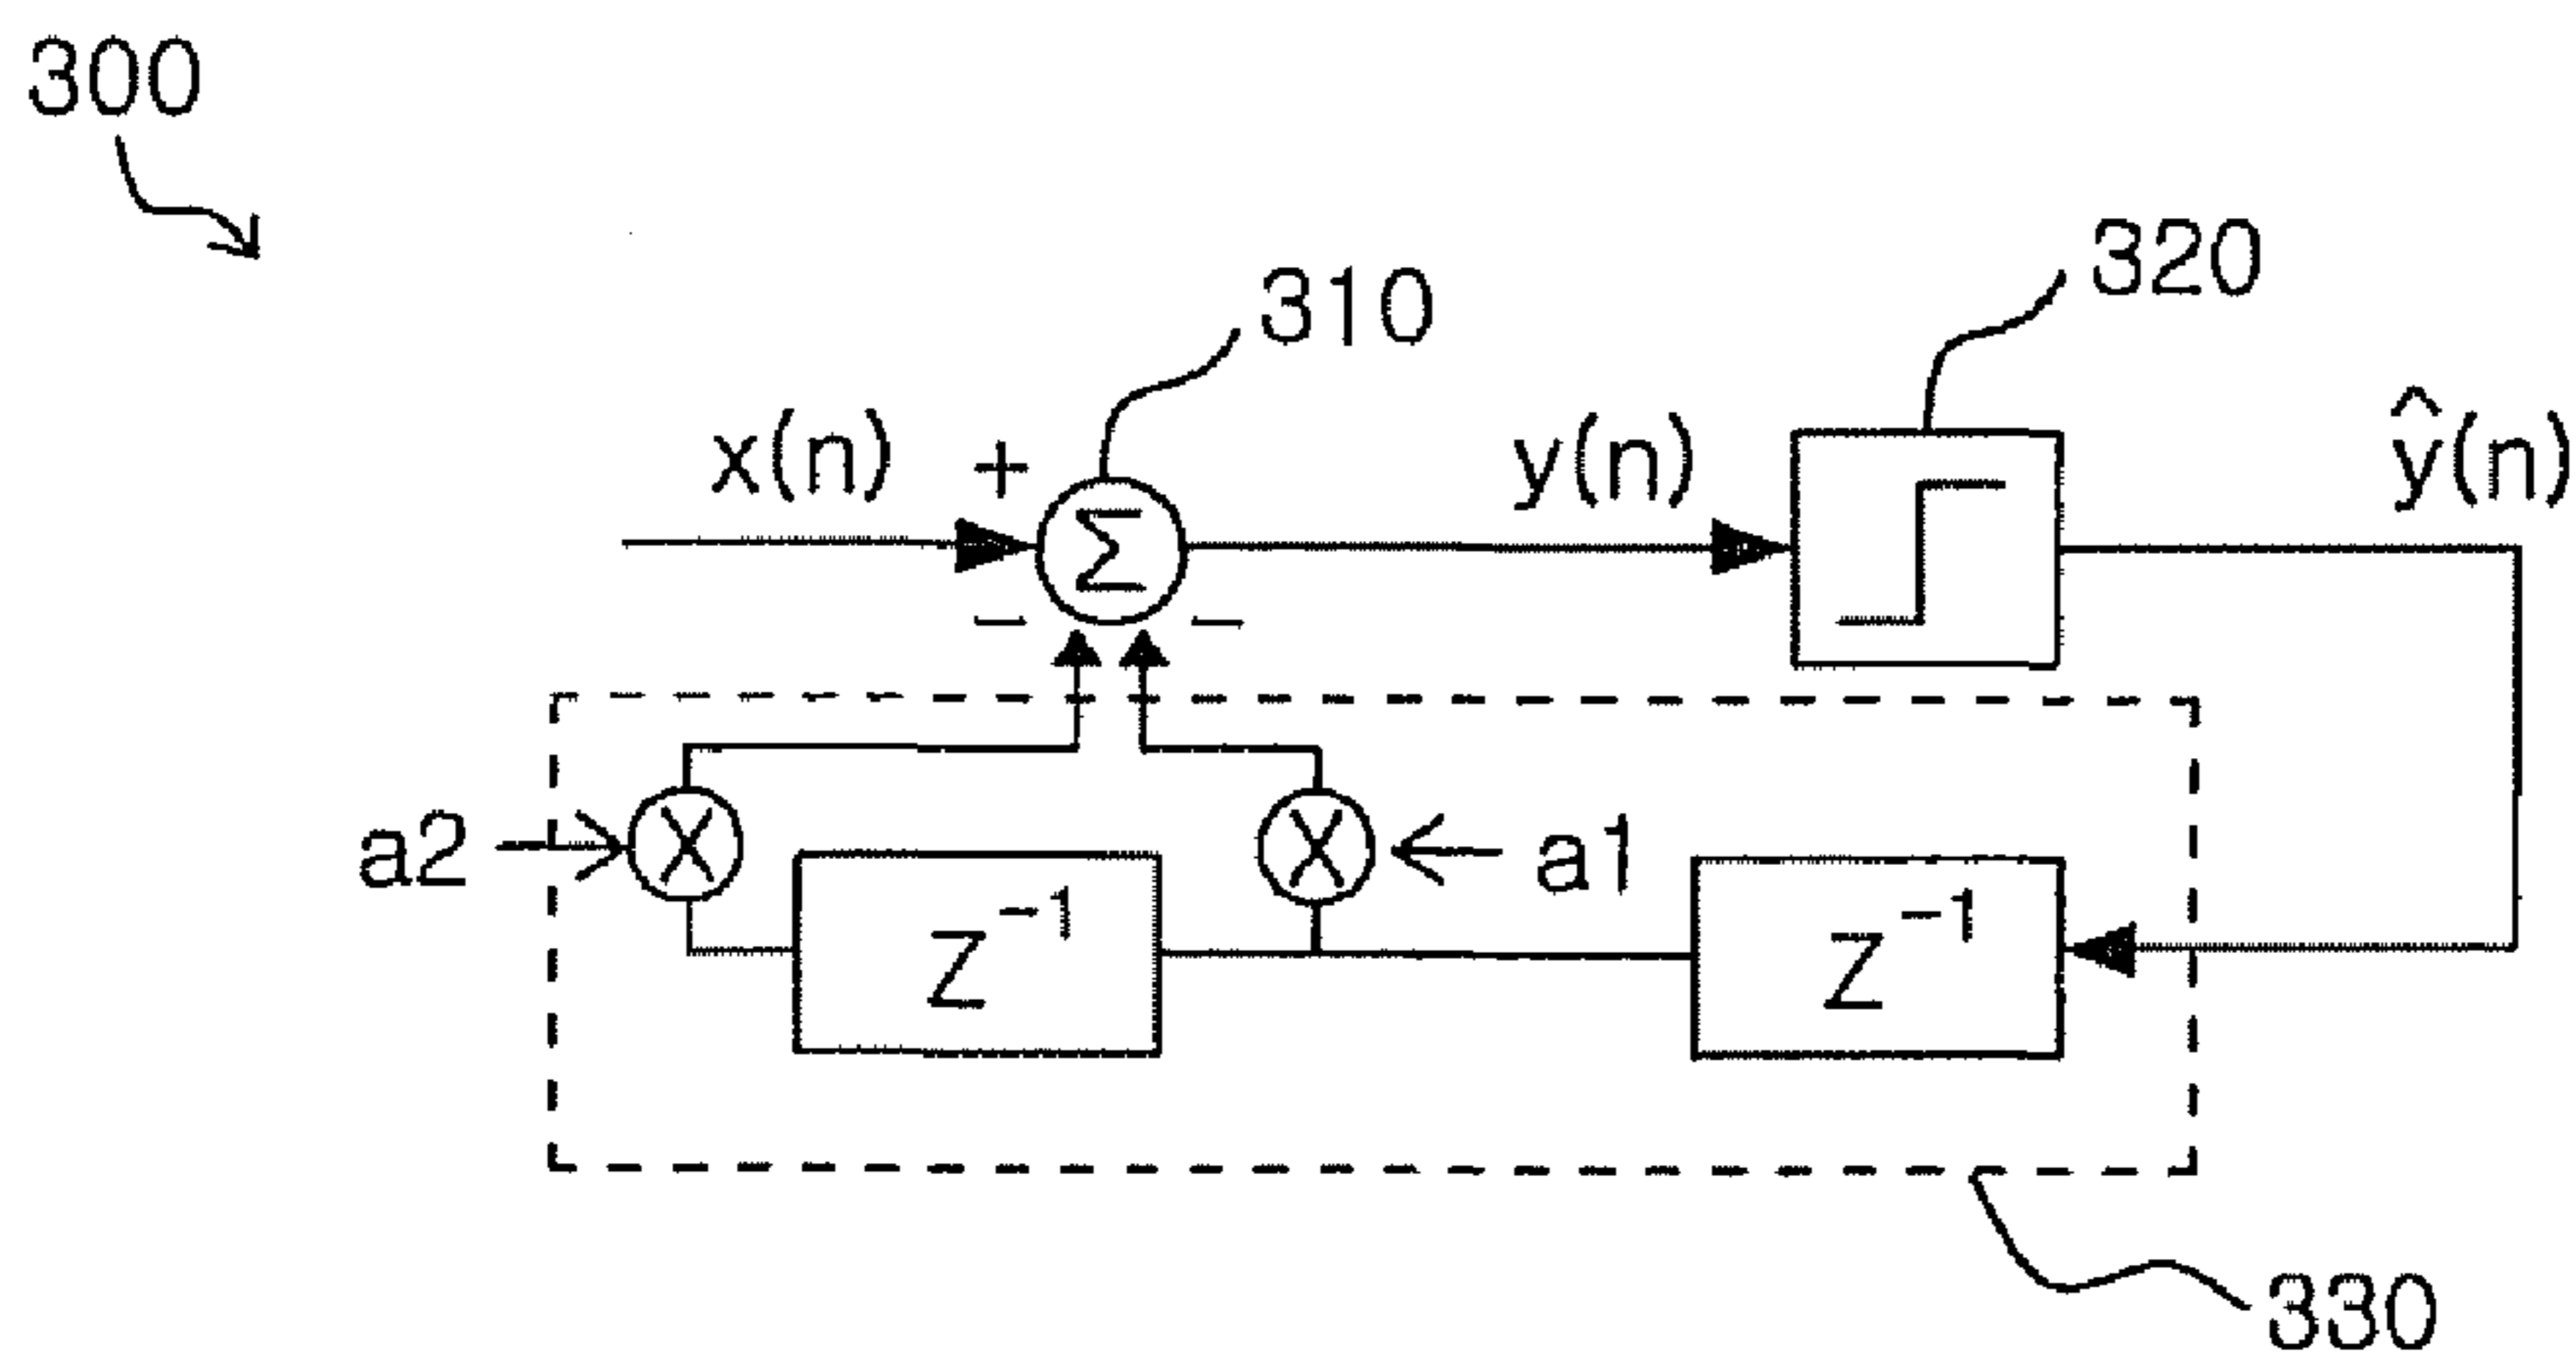 300
310
320
x(n)
+
Σ
y(n)
ŷ(n)
−
−
a2
X
X
a1
Z⁻¹
Z⁻¹
330